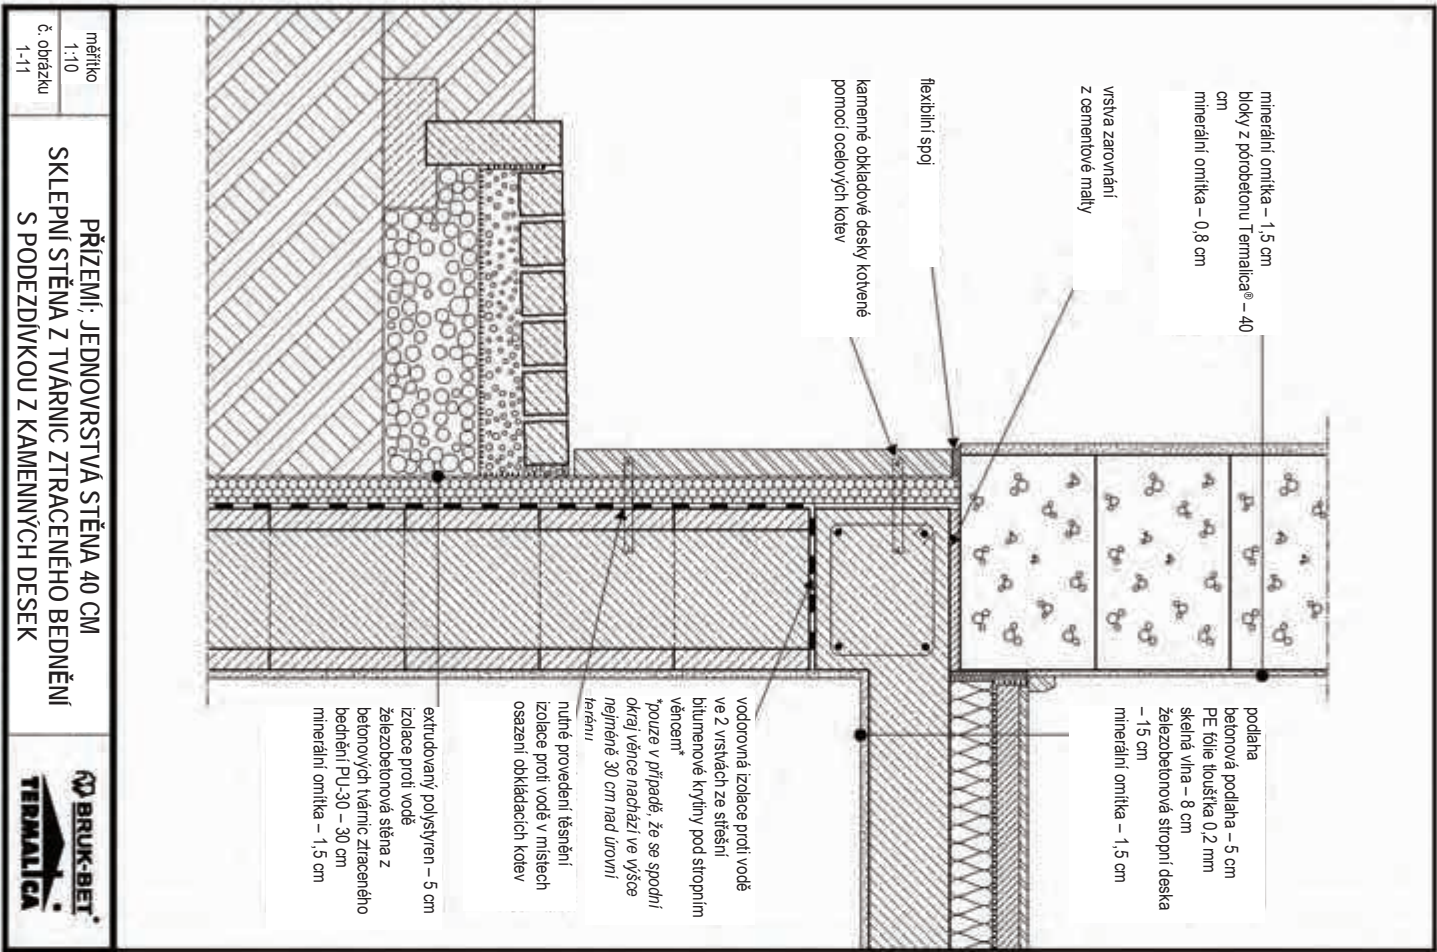 minerální omítka – 1,5 cm
bloky z pórobetonu Termalica® – 40
cm
minerální omítka – 0,8 cm
vrstva zarovnání
z cementové malty
flexibilní spoj
kamenné obkladové desky kotvené
pomocí ocelových kotev
podlaha
betonová podlaha – 5 cm
PE fólie tloušťka 0,2 mm
skelná vlna – 8 cm
železobetonová stropní deska
– 15 cm
minerální omítka – 1,5 cm
vodorovná izolace proti vodě
ve 2 vrstvách ze střešní
bitumenové krytiny pod stropním
věncem*
*pouze v případě, že se spodní
okraj věnce nachází ve výšce
nejméně 30 cm nad úrovní
terénu
nutné provedení těsnění
izolace proti vodě v místech
osazení obkládacích kotev
extrudovaný polystyren – 5 cm
izolace proti vodě
železobetonová stěna z
betonových tvárnic ztraceného
bednění PU-30 – 30 cm
minerální omítka – 1,5 cm
měřítko
1:10
č. obrázku
1-11
PŘÍZEMÍ; JEDNOVRSTVÁ STĚNA 40 CM
SKLEPNÍ STĚNA Z TVÁRNIC ZTRACENÉHO BEDNĚNÍ
S PODEZDÍVKOU Z KAMENNÝCH DESEK
BRUK-BET®
TERMALICA